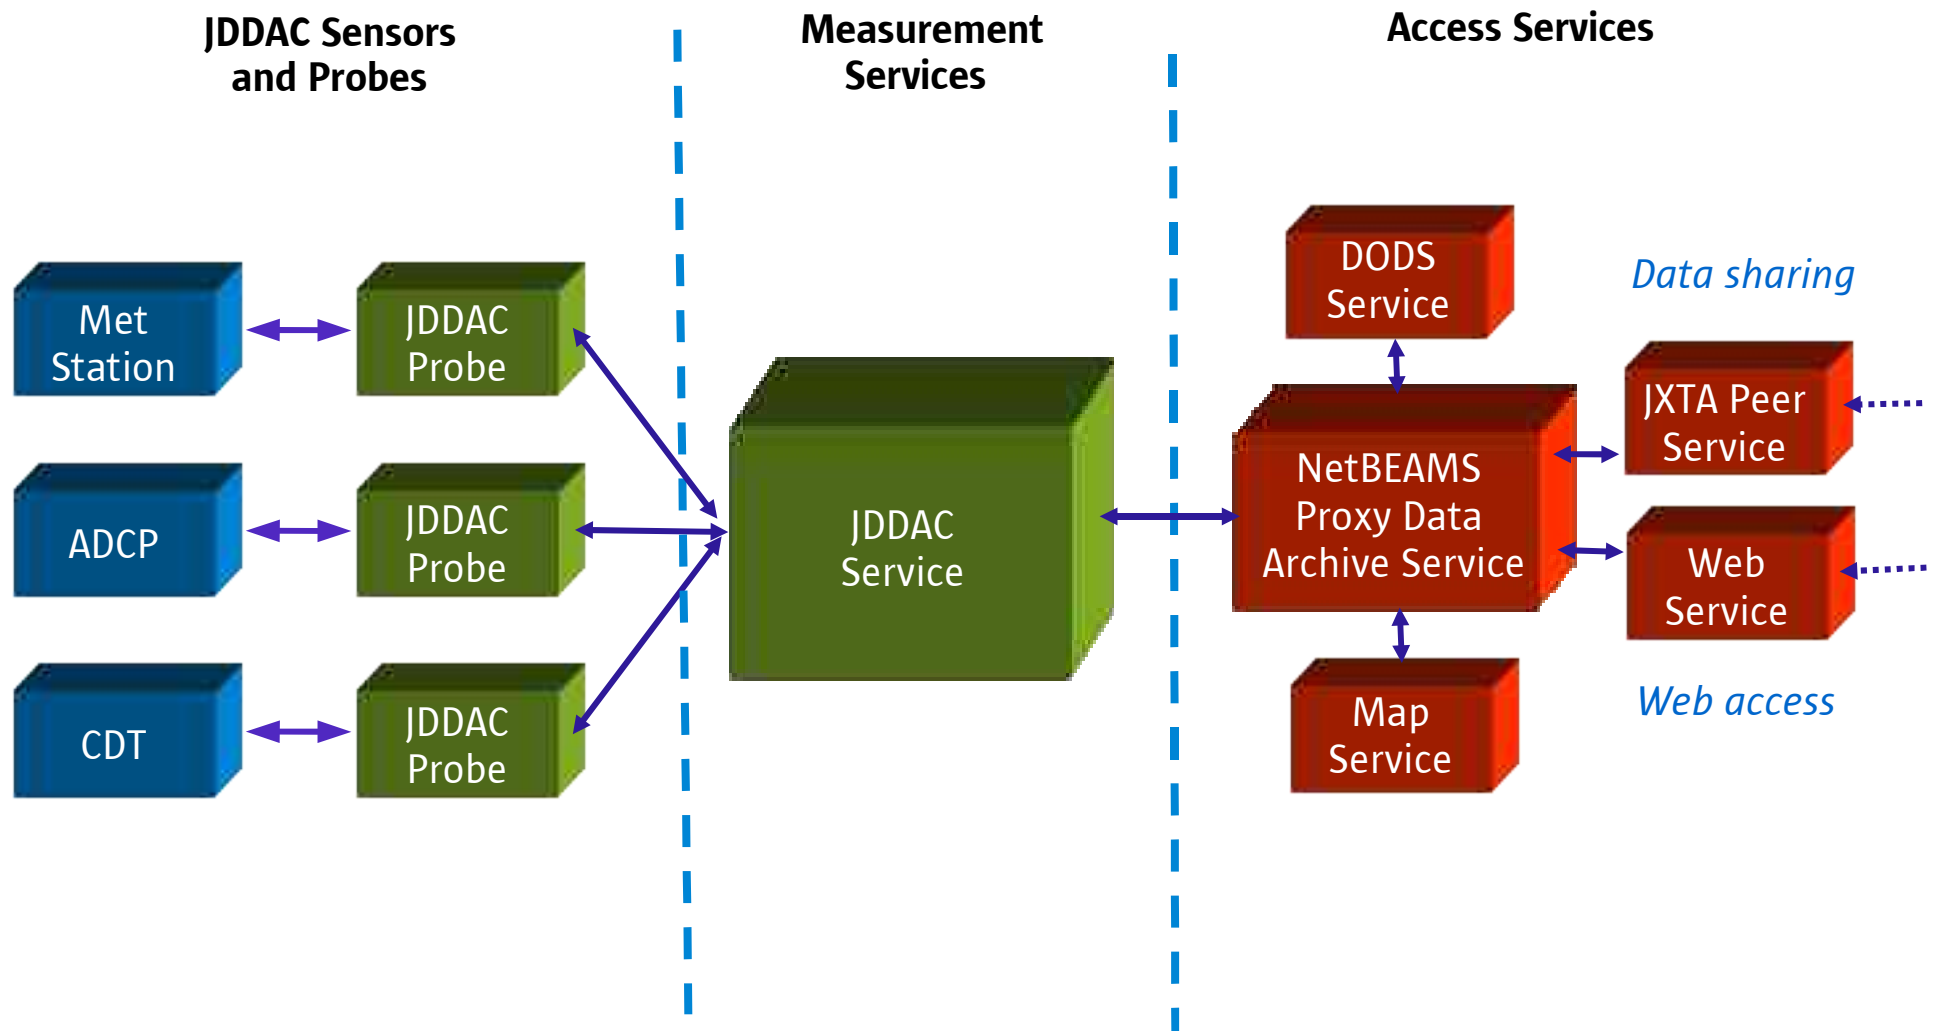 JDDAC Sensors
and Probes
Measurement
Services
Access Services
Met
Station
JDDAC
Probe
ADCP
JDDAC
Probe
CDT
JDDAC
Probe
JDDAC
Service
DODS
Service
Data sharing
JXTA Peer
Service
NetBEAMS
Proxy Data
Archive Service
Web
Service
Web access
Map
Service